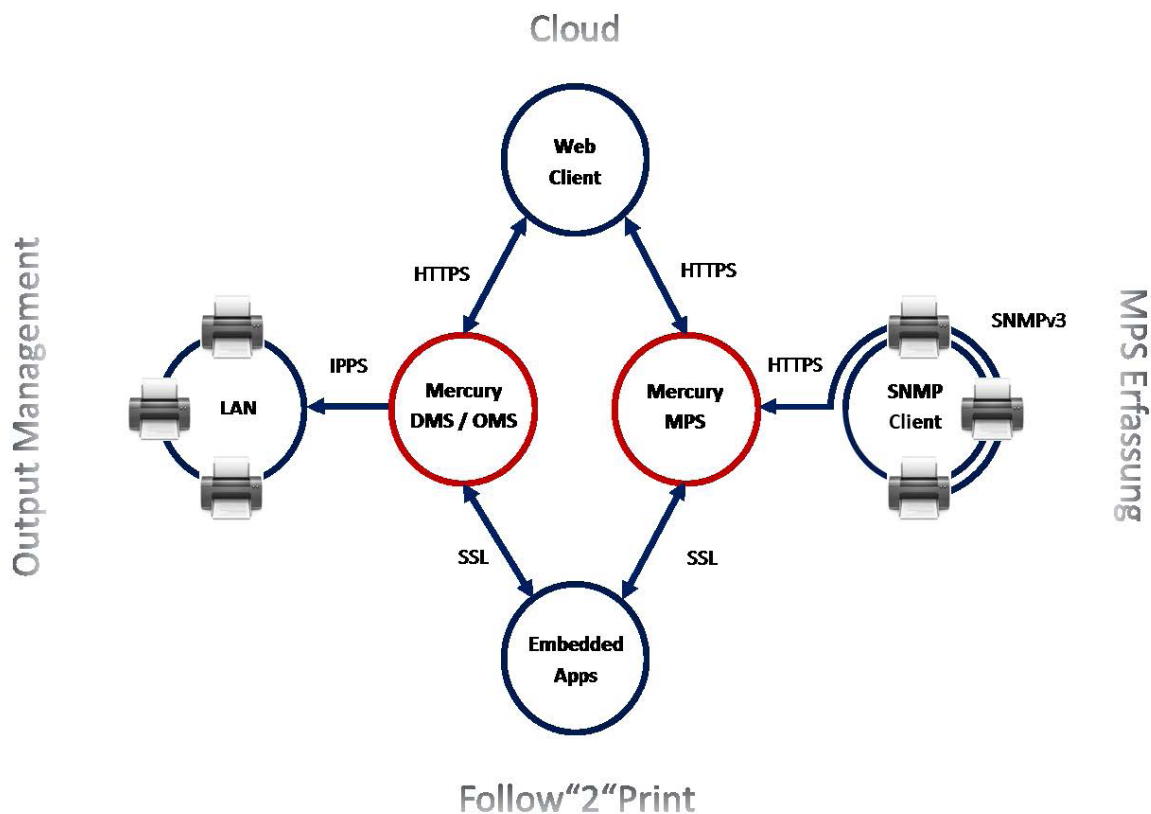 Cloud
Web
Client
HTTPS
HTTPS
Output Management
MPS Erfassung
SNMPv3
IPPS
HTTPS
LAN
Mercury
DMS / OMS
Mercury
MPS
SNMP
Client
SSL
SSL
Embedded
Apps
Follow“2“Print